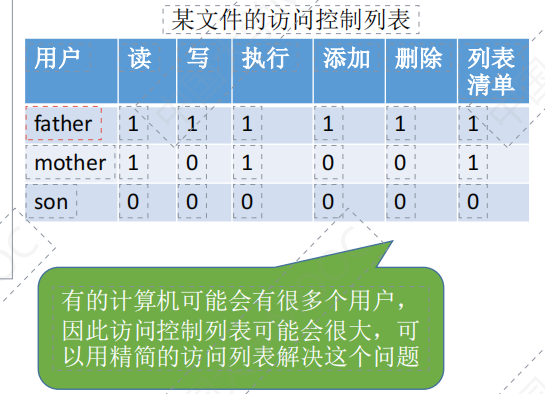 某文件的访问控制列表
用户 读 写 执行 添加 删除 列表
清单
father 1 1 1 1 1 1
mother 1 0 1 0 0 1
son 0 0 0 0 0 0
有的计算机可能会有很多个用户，
因此访问控制列表可能会很大，可
以用精简的访问列表解决这个问题